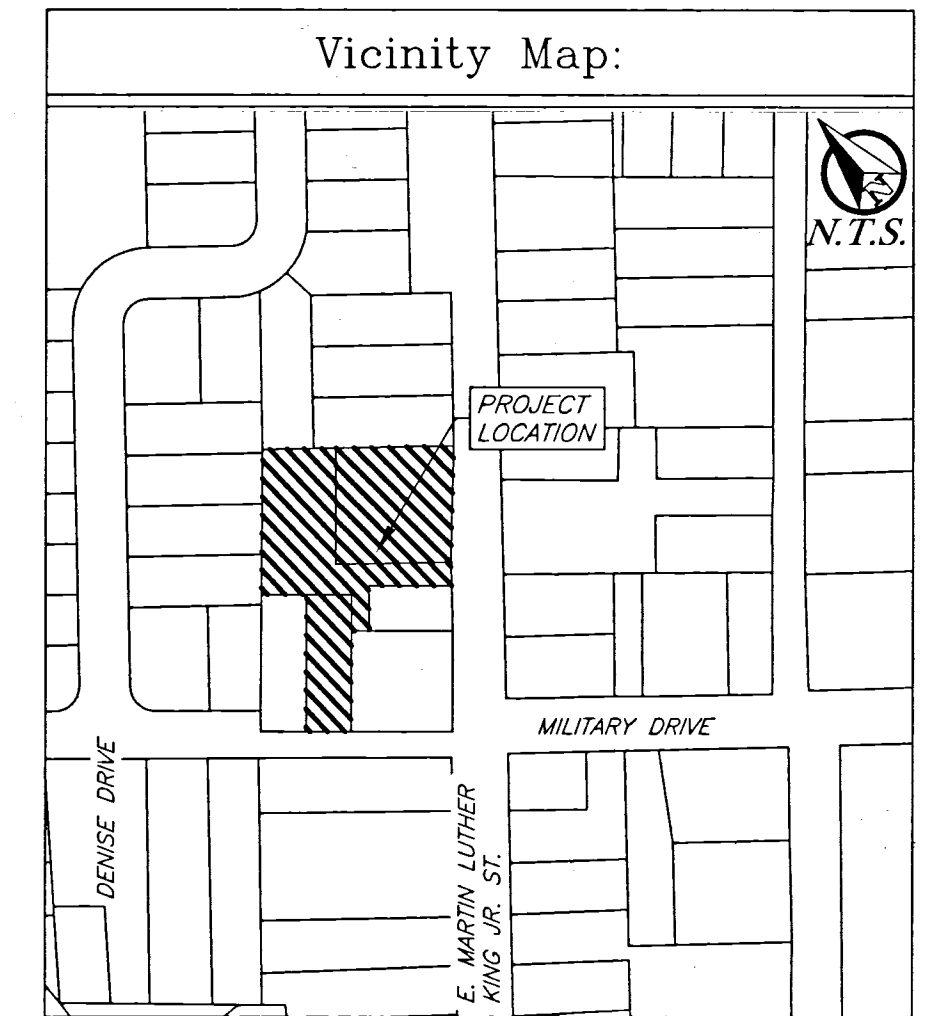 Vicinity Map:
N
N.T.S.
PROJECT
LOCATION
MILITARY DRIVE
DENISE DRIVE
E. MARTIN LUTHER
KING JR. ST.